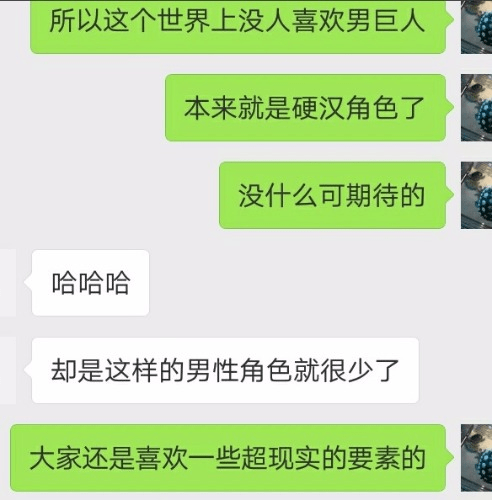 所以这个世界上没人喜欢男巨人
本来就是硬汉角色了
没什么可期待的
哈哈哈
却是这样的男性角色就很少了
大家还是喜欢一些超现实的要素的